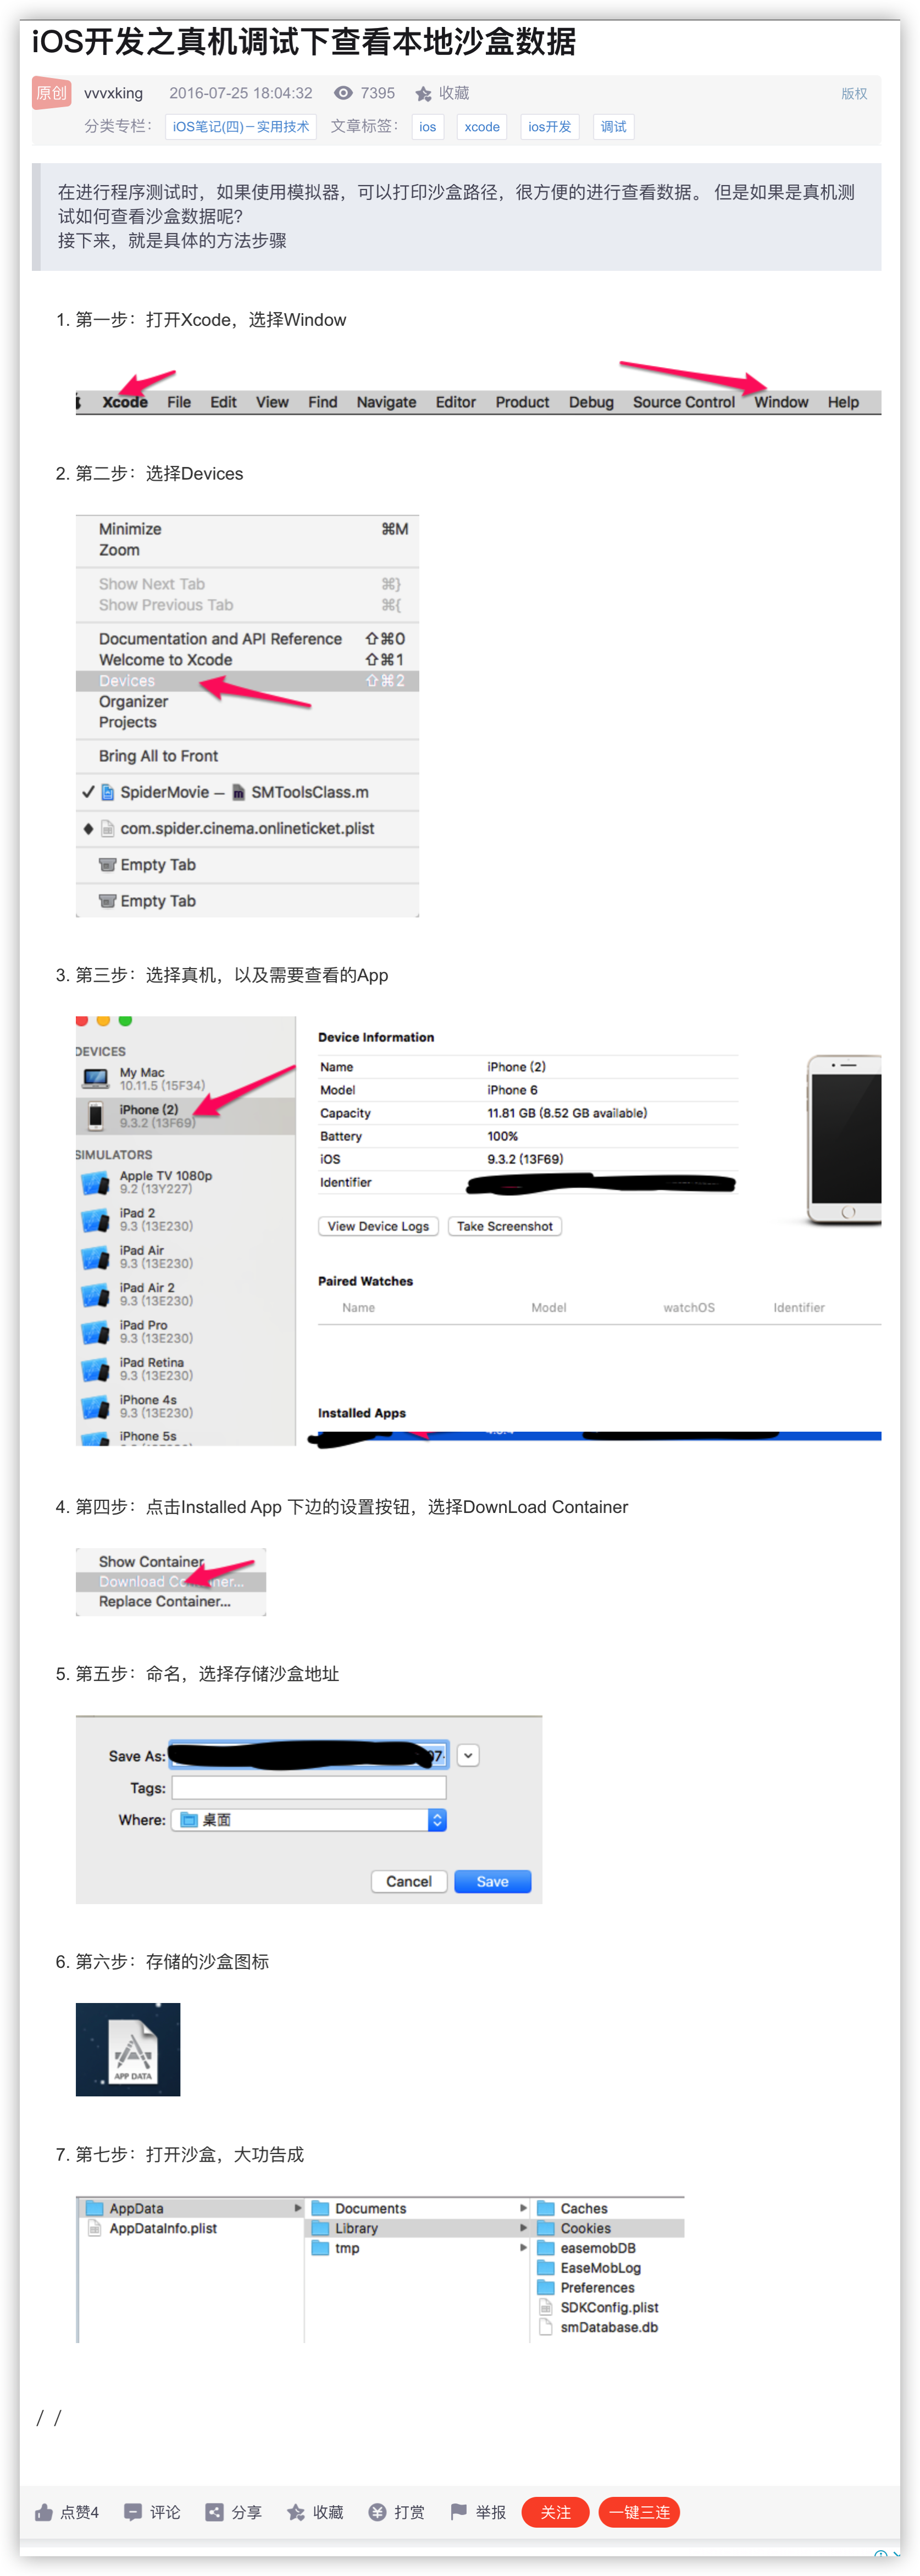 iOS开发之真机调试下查看本地沙盒数据
原创 vvvxking 2016-07-25 18:04:32 7395 收藏 版权
分类专栏： iOS笔记(四)－实用技术 文章标签： ios xcode ios开发 调试
在进行程序测试时，如果使用模拟器，可以打印沙盒路径，很方便的进行查看数据。 但是如果是真机测
试如何查看沙盒数据呢？
接下来，就是具体的方法步骤
1. 第一步：打开Xcode，选择Window
Xcode File Edit View Find Navigate Editor Product Debug Source Control Window Help
2. 第二步：选择Devices
Minimize ⌘M
Zoom
Show Next Tab ⌘}
Show Previous Tab ⌘{
Documentation and API Reference ⇧⌘0
Welcome to Xcode ⇧⌘1
Devices ⇧⌘2
Organizer
Projects
Bring All to Front
✓ SpiderMovie — SMToolsClass.m
◆ com.spider.cinema.onlineticket.plist
Empty Tab
Empty Tab
3. 第三步：选择真机，以及需要查看的App
DEVICES
My Mac
10.11.5 (15F34)
iPhone (2)
9.3.2 (13F69)
SIMULATORS
Apple TV 1080p
9.2 (13Y227)
iPad 2
9.3 (13E230)
iPad Air
9.3 (13E230)
iPad Air 2
9.3 (13E230)
iPad Pro
9.3 (13E230)
iPad Retina
9.3 (13E230)
iPhone 4s
9.3 (13E230)
iPhone 5s
Device Information
Name iPhone (2)
Model iPhone 6
Capacity 11.81 GB (8.52 GB available)
Battery 100%
iOS 9.3.2 (13F69)
Identifier
View Device Logs Take Screenshot
Paired Watches
Name Model watchOS Identifier
Installed Apps
4. 第四步：点击Installed App 下边的设置按钮，选择DownLoad Container
Show Container
Download Container...
Replace Container...
5. 第五步：命名，选择存储沙盒地址
Save As:
Tags:
Where: 桌面
Cancel Save
6. 第六步：存储的沙盒图标
APP DATA
7. 第七步：打开沙盒，大功告成
AppData Documents Caches
AppDataInfo.plist Library Cookies
tmp easemobDB
EaseMobLog
Preferences
SDKConfig.plist
smDatabase.db
/ /
点赞4 评论 分享 收藏 打赏 举报 关注 一键三连